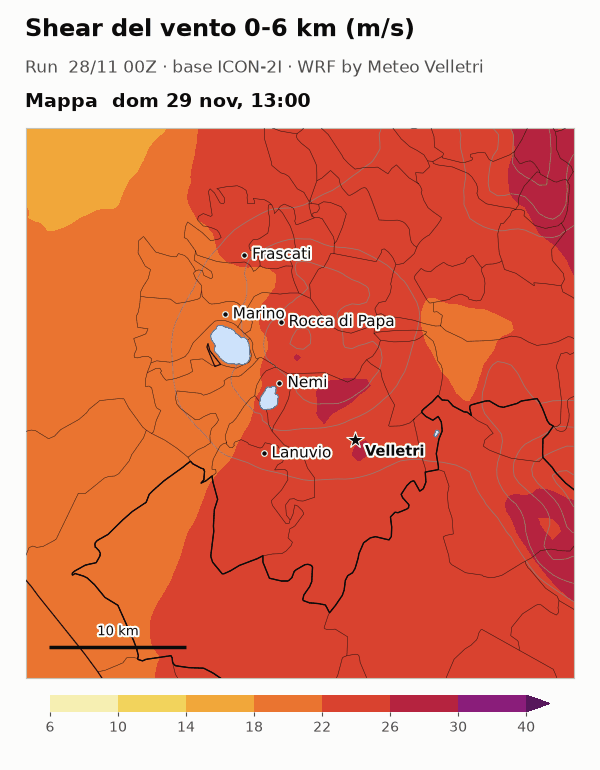 Shear del vento 0-6 km (m/s)
Run  28/11 00Z · base ICON-2I · WRF by Meteo Velletri
Mappa  dom 29 nov, 13:00
Frascati
Marino
Rocca di Papa
Nemi
Velletri
Lanuvio
10 km
6 10 14 18 22 26 30 40